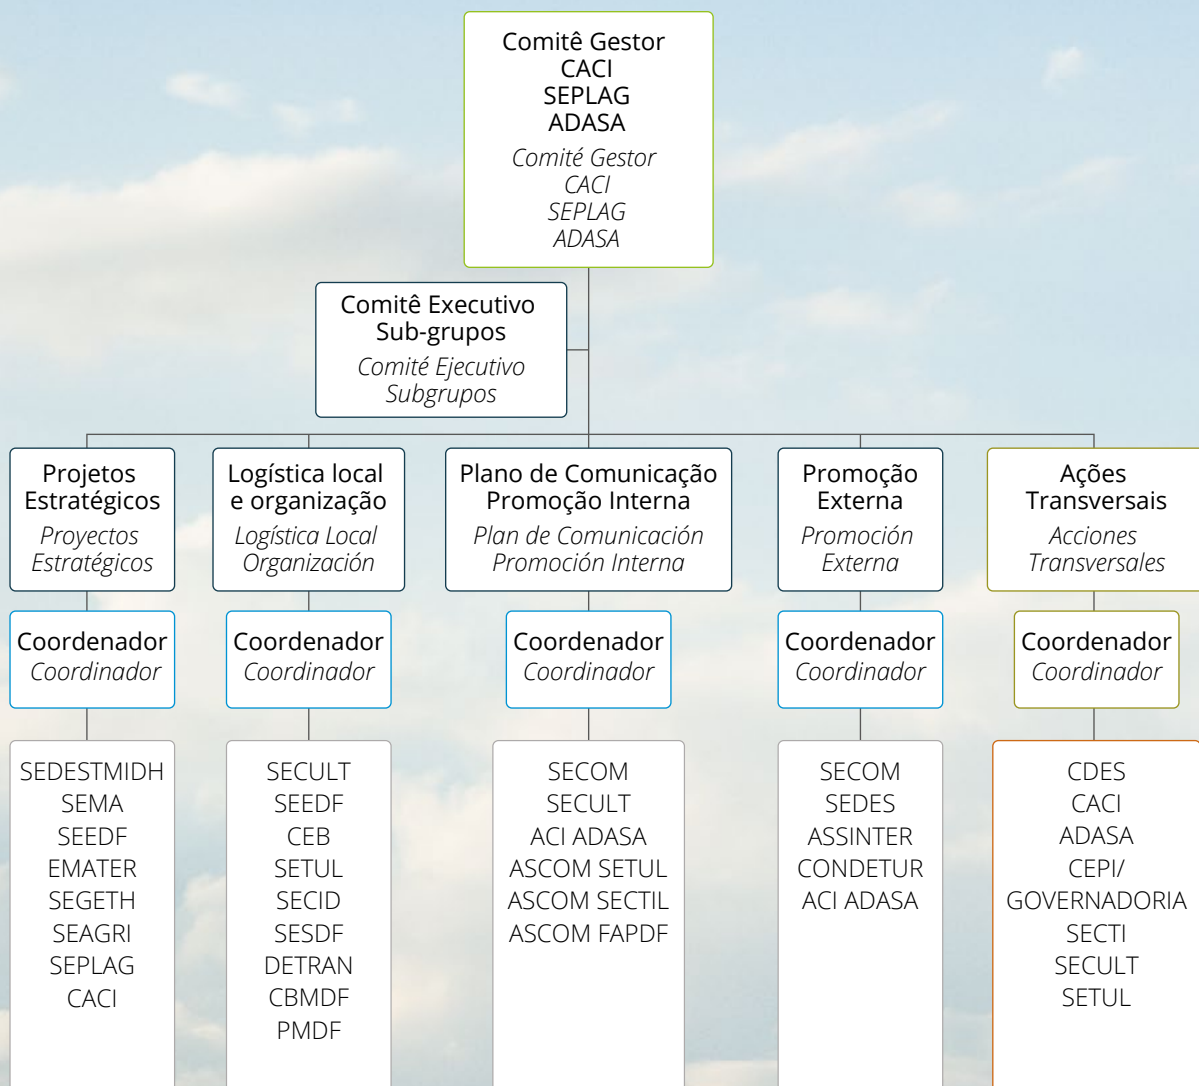 Comitê Gestor
CACI
SEPLAG
ADASA
Comité Gestor
CACI
SEPLAG
ADASA
Comitê Executivo
Sub-grupos
Comité Ejecutivo
Subgrupos
Projetos
Estratégicos
Proyectos
Estratégicos
Logística local
e organização
Logística Local
Organización
Plano de Comunicação
Promoção Interna
Plan de Comunicación
Promoción Interna
Promoção
Externa
Promoción
Externa
Ações
Transversais
Acciones
Transversales
Coordenador
Coordinador
Coordenador
Coordinador
Coordenador
Coordinador
Coordenador
Coordinador
Coordenador
Coordinador
SEDESTMIDH
SEMA
SEEDF
EMATER
SEGETH
SEAGRI
SEPLAG
CACI
SECULT
SEEDF
CEB
SETUL
SECID
SESDF
DETRAN
CBMDF
PMDF
SECOM
SECULT
ACI ADASA
ASCOM SETUL
ASCOM SECTIL
ASCOM FAPDF
SECOM
SEDES
ASSINTER
CONDETUR
ACI ADASA
CDES
CACI
ADASA
CEPI/
GOVERNADORIA
SECTI
SECULT
SETUL